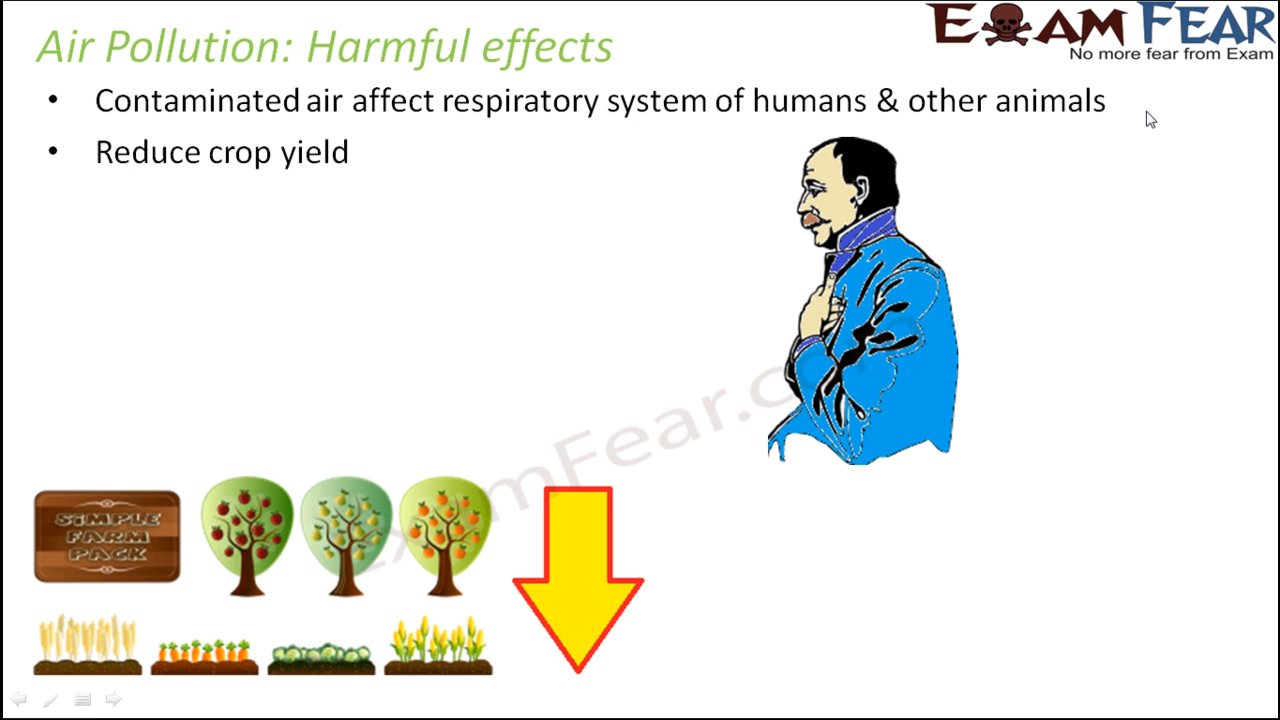 Air Pollution: Harmful effects
EXAM FEAR
No more fear from Exam
• Contaminated air affect respiratory system of humans & other animals
• Reduce crop yield
ExamFear.com
SIMPLE
FARM
PACK